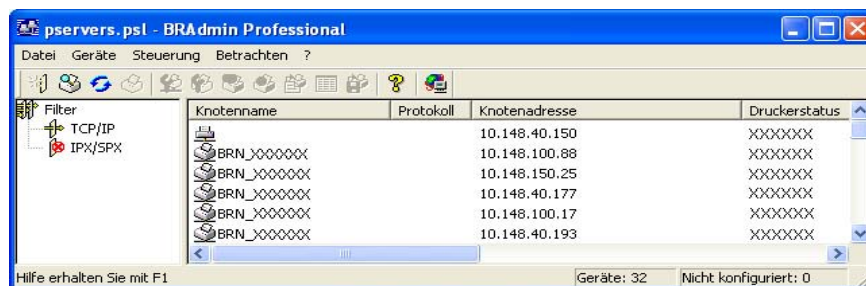 pservers.psl - BRAdmin Professional
Datei Geräte Steuerung Betrachten ?
Filter
TCP/IP
IPX/SPX
Knotenname Protokoll Knotenadresse Druckerstatus
10.148.40.150 XXXXXX
BRN_XXXXXX 10.148.100.88 XXXXXX
BRN_XXXXXX 10.148.150.25 XXXXXX
BRN_XXXXXX 10.148.40.177 XXXXXX
BRN_XXXXXX 10.148.100.17 XXXXXX
BRN_XXXXXX 10.148.40.193 XXXXXX
Hilfe erhalten Sie mit F1 Geräte: 32 Nicht konfiguriert: 0